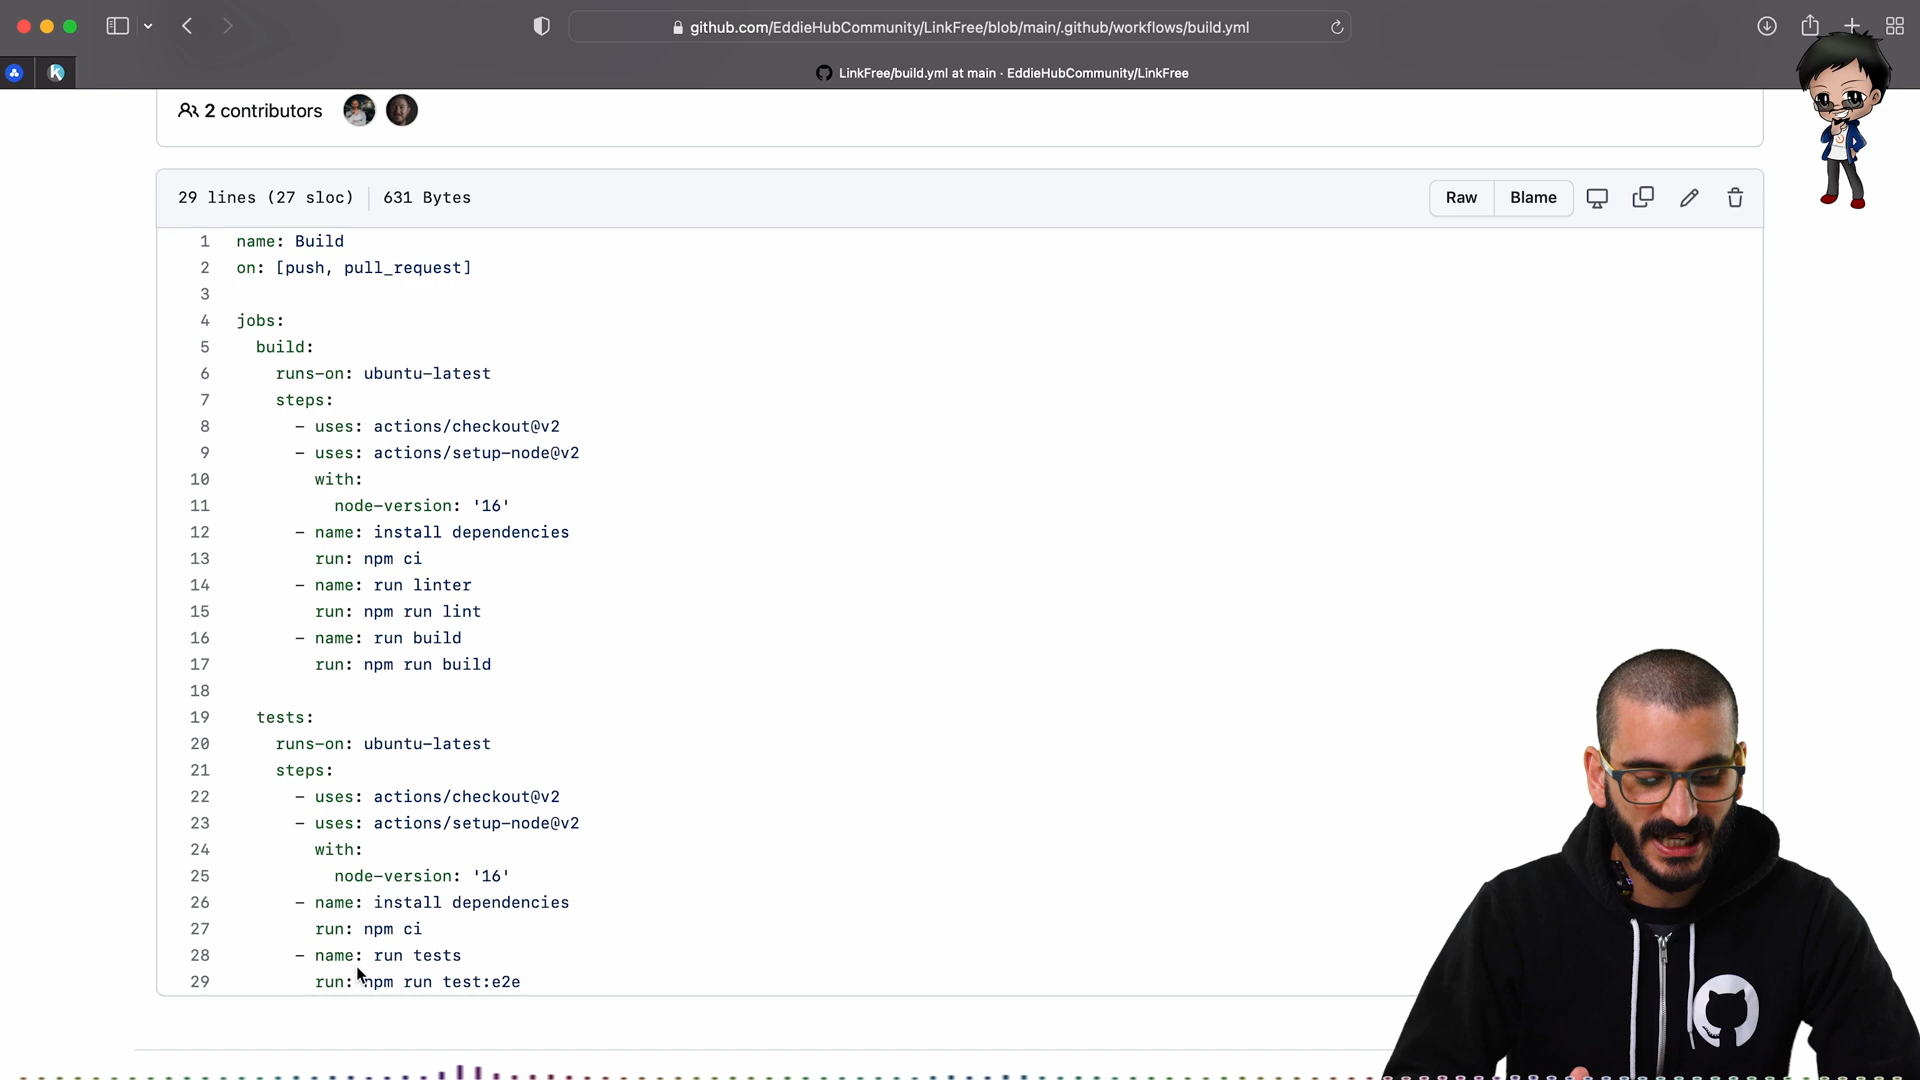 github.com/EddieHubCommunity/LinkFree/blob/main/.github/workflows/build.yml
LinkFree/build.yml at main · EddieHubCommunity/LinkFree
2 contributors
29 lines (27 sloc) 631 Bytes
Raw Blame
1 name: Build
2 on: [push, pull_request]
3
4 jobs:
5 build:
6 runs-on: ubuntu-latest
7 steps:
8 - uses: actions/checkout@v2
9 - uses: actions/setup-node@v2
10 with:
11 node-version: '16'
12 - name: install dependencies
13 run: npm ci
14 - name: run linter
15 run: npm run lint
16 - name: run build
17 run: npm run build
18
19 tests:
20 runs-on: ubuntu-latest
21 steps:
22 - uses: actions/checkout@v2
23 - uses: actions/setup-node@v2
24 with:
25 node-version: '16'
26 - name: install dependencies
27 run: npm ci
28 - name: run tests
29 run: npm run test:e2e